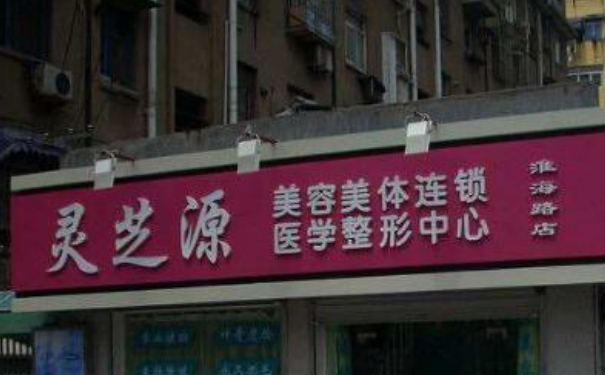 灵芝源
美容美体连锁
医学整形中心
淮海路店